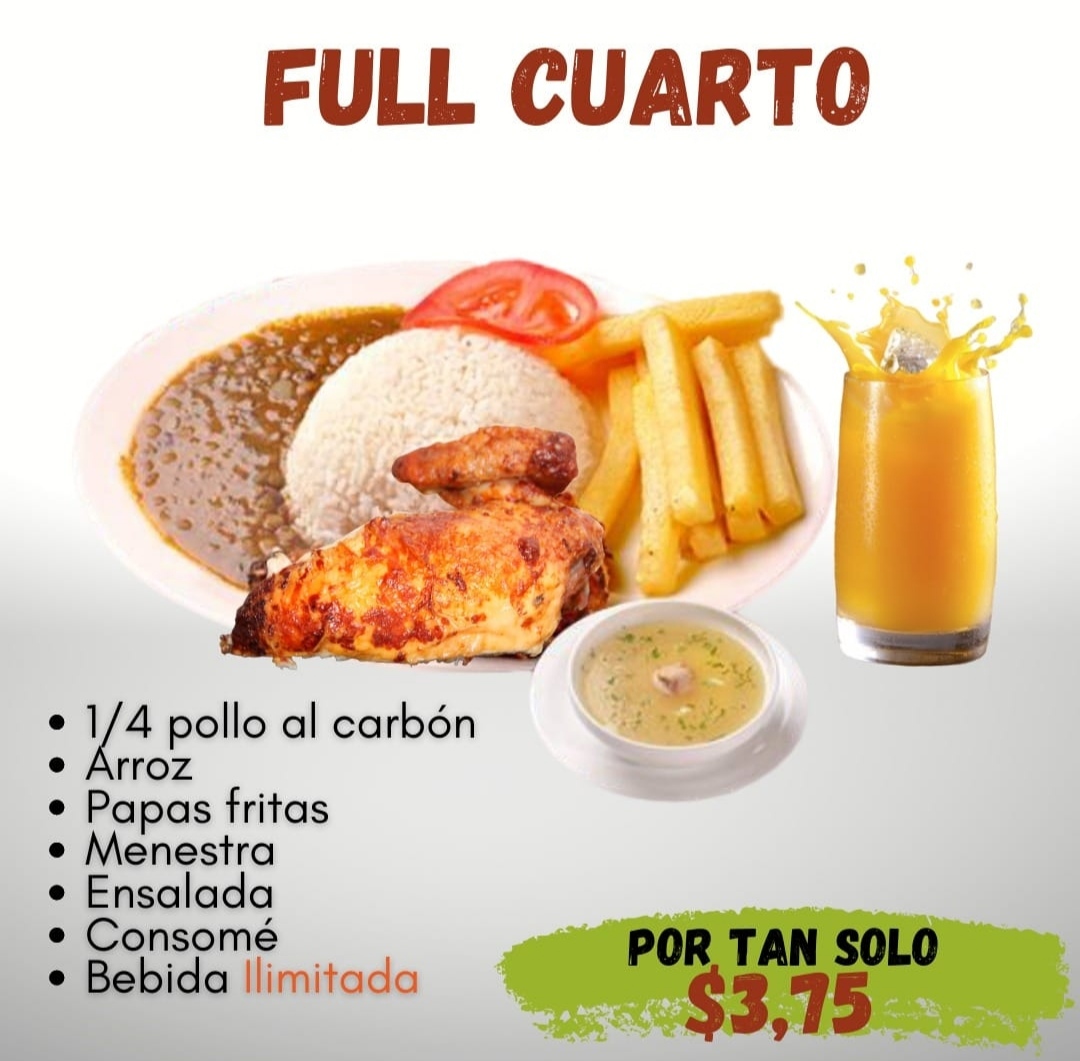 FULL CUARTO
• 1/4 pollo al carbón
• Arroz
• Papas fritas
• Menestra
• Ensalada
• Consomé
• Bebida Ilimitada
POR TAN SOLO
$3,75